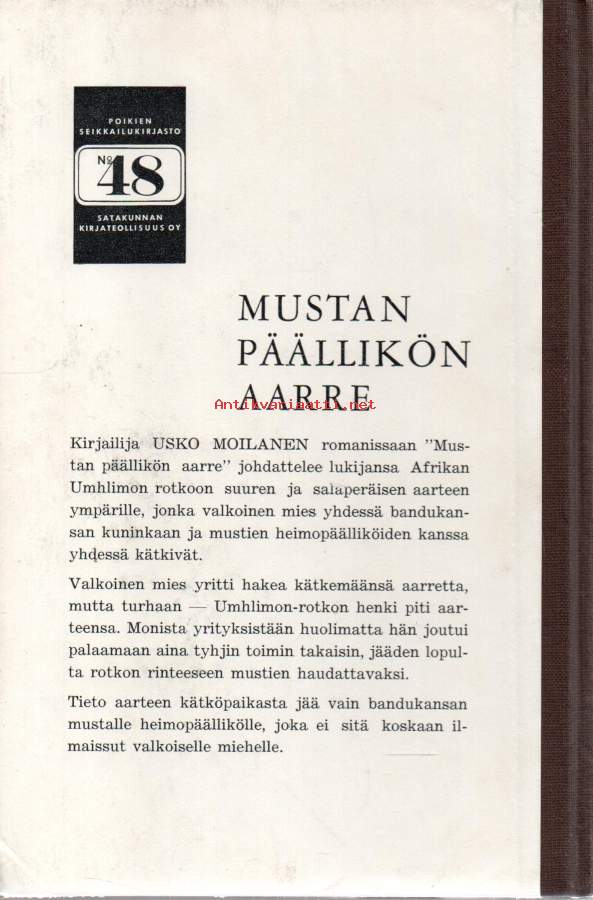 POIKIEN
SEIKKAILUKIRJASTO
No 48
SATAKUNNAN
KIRJATEOLLISUUS OY
MUSTAN
PÄÄLLIKÖN
AARRE
Antikvariaatti.net
Kirjailija USKO MOILANEN romanissaan ”Mus-
tan päällikön aarre” johdattelee lukijansa Afrikan
Umhlimon rotkoon suuren ja salaperäisen aarteen
ympärille, jonka valkoinen mies yhdessä bandukan-
san kuninkaan ja mustien heimopäälliköiden kanssa
yhdessä kätkivät.
Valkoinen mies yritti hakea kätkemäänsä aarretta,
mutta turhaan — Umhlimon-rotkon henki piti aar-
teensa. Monista yrityksistään huolimatta hän joutui
palaamaan aina tyhjin toimin takaisin, jääden lopul-
ta rotkon rinteeseen mustien haudattavaksi.
Tieto aarteen kätköpaikasta jää vain bandukansan
mustalle heimopäällikölle, joka ei sitä koskaan il-
maissut valkoiselle miehelle.